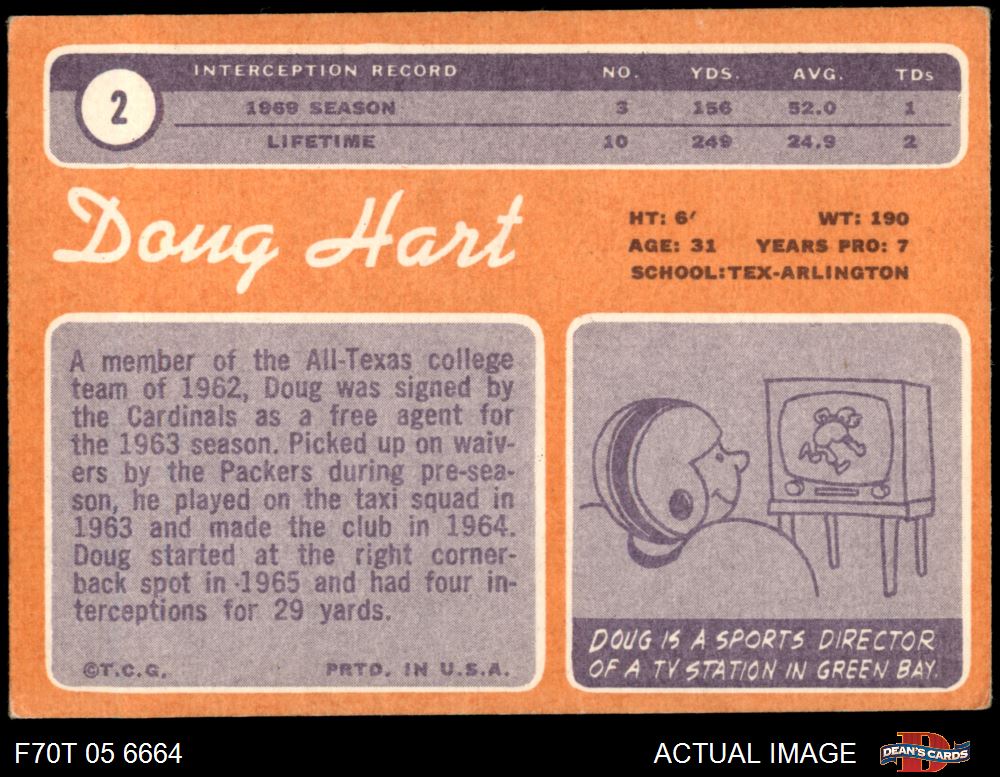 2
INTERCEPTION RECORD NO. YDS. AVG. TDs
1969 SEASON 3 156 52.0 1
LIFETIME 10 249 24.9 2
Doug Hart
HT: 6′ WT: 190
AGE: 31 YEARS PRO: 7
SCHOOL:TEX-ARLINGTON
A member of the All-Texas college
team of 1962, Doug was signed by
the Cardinals as a free agent for
the 1963 season. Picked up on waiv-
ers by the Packers during pre-sea-
son, he played on the taxi squad in
1963 and made the club in 1964.
Doug started at the right corner-
back spot in 1965 and had four in-
terceptions for 29 yards.
©T.C.G. PRTD. IN U.S.A.
DOUG IS A SPORTS DIRECTOR
OF A TV STATION IN GREEN BAY.
F70T 05 6664 ACTUAL IMAGE DEAN'S CARDS